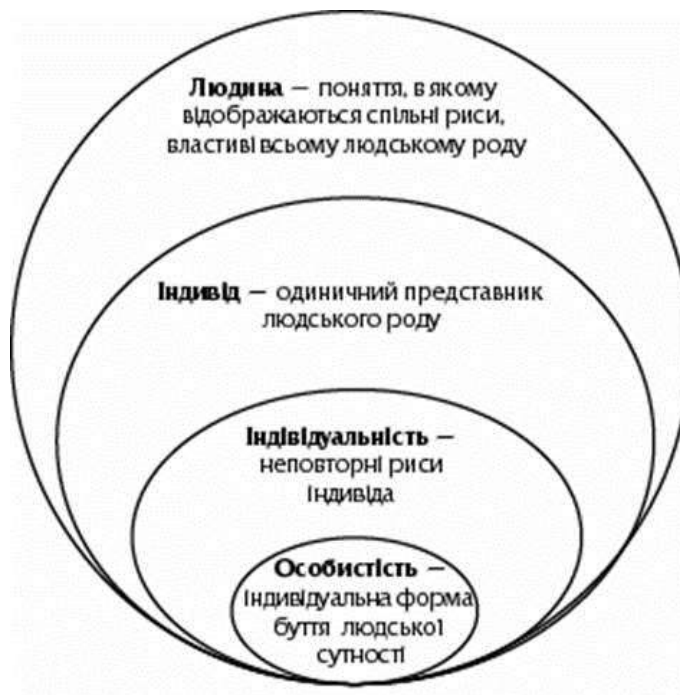 Людина — поняття, в якому
відображаються спільні риси,
властиві всьому людському роду
Індивід — одиничний представник
людського роду
Індівідуальність —
неповторні риси
індивіда
Особистість —
індивідуальна форма
буття людської
сутності